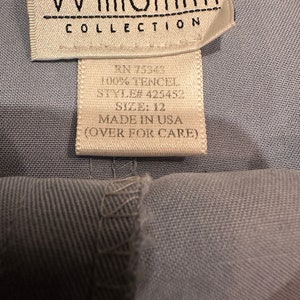 COLLECTION
RN 75343
100% TENCEL
STYLE# 425452
SIZE: 12
MADE IN USA
(OVER FOR CARE)